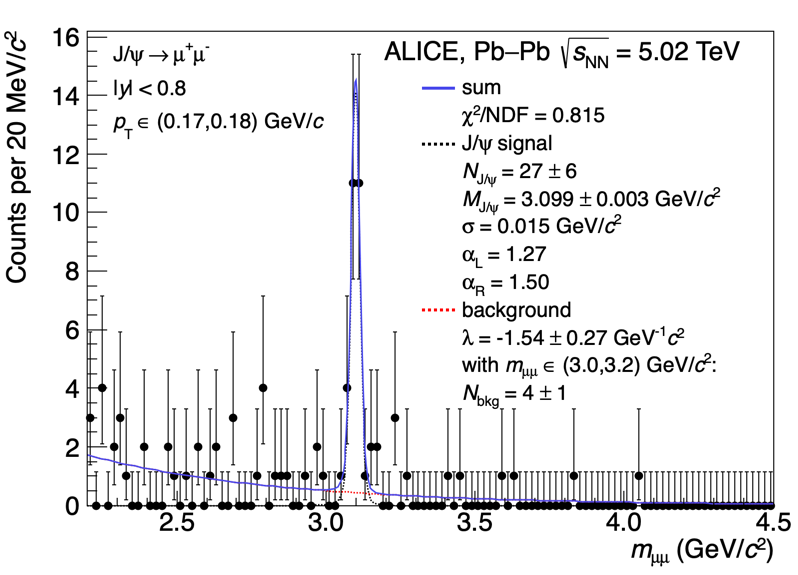 Counts per 20 MeV/c²
16
14
12
10
8
6
4
2
0
J/ψ → μ⁺μ⁻
|y| < 0.8
p_T ∈ (0.17,0.18) GeV/c
ALICE, Pb–Pb √s_NN = 5.02 TeV
sum
χ²/NDF = 0.815
J/ψ signal
N_J/ψ = 27 ± 6
M_J/ψ = 3.099 ± 0.003 GeV/c²
σ = 0.015 GeV/c²
α_L = 1.27
α_R = 1.50
background
λ = -1.54 ± 0.27 GeV⁻¹c²
with m_μμ ∈ (3.0,3.2) GeV/c²:
N_bkg = 4 ± 1
2.5 3.0 3.5 4.0 4.5
m_μμ (GeV/c²)